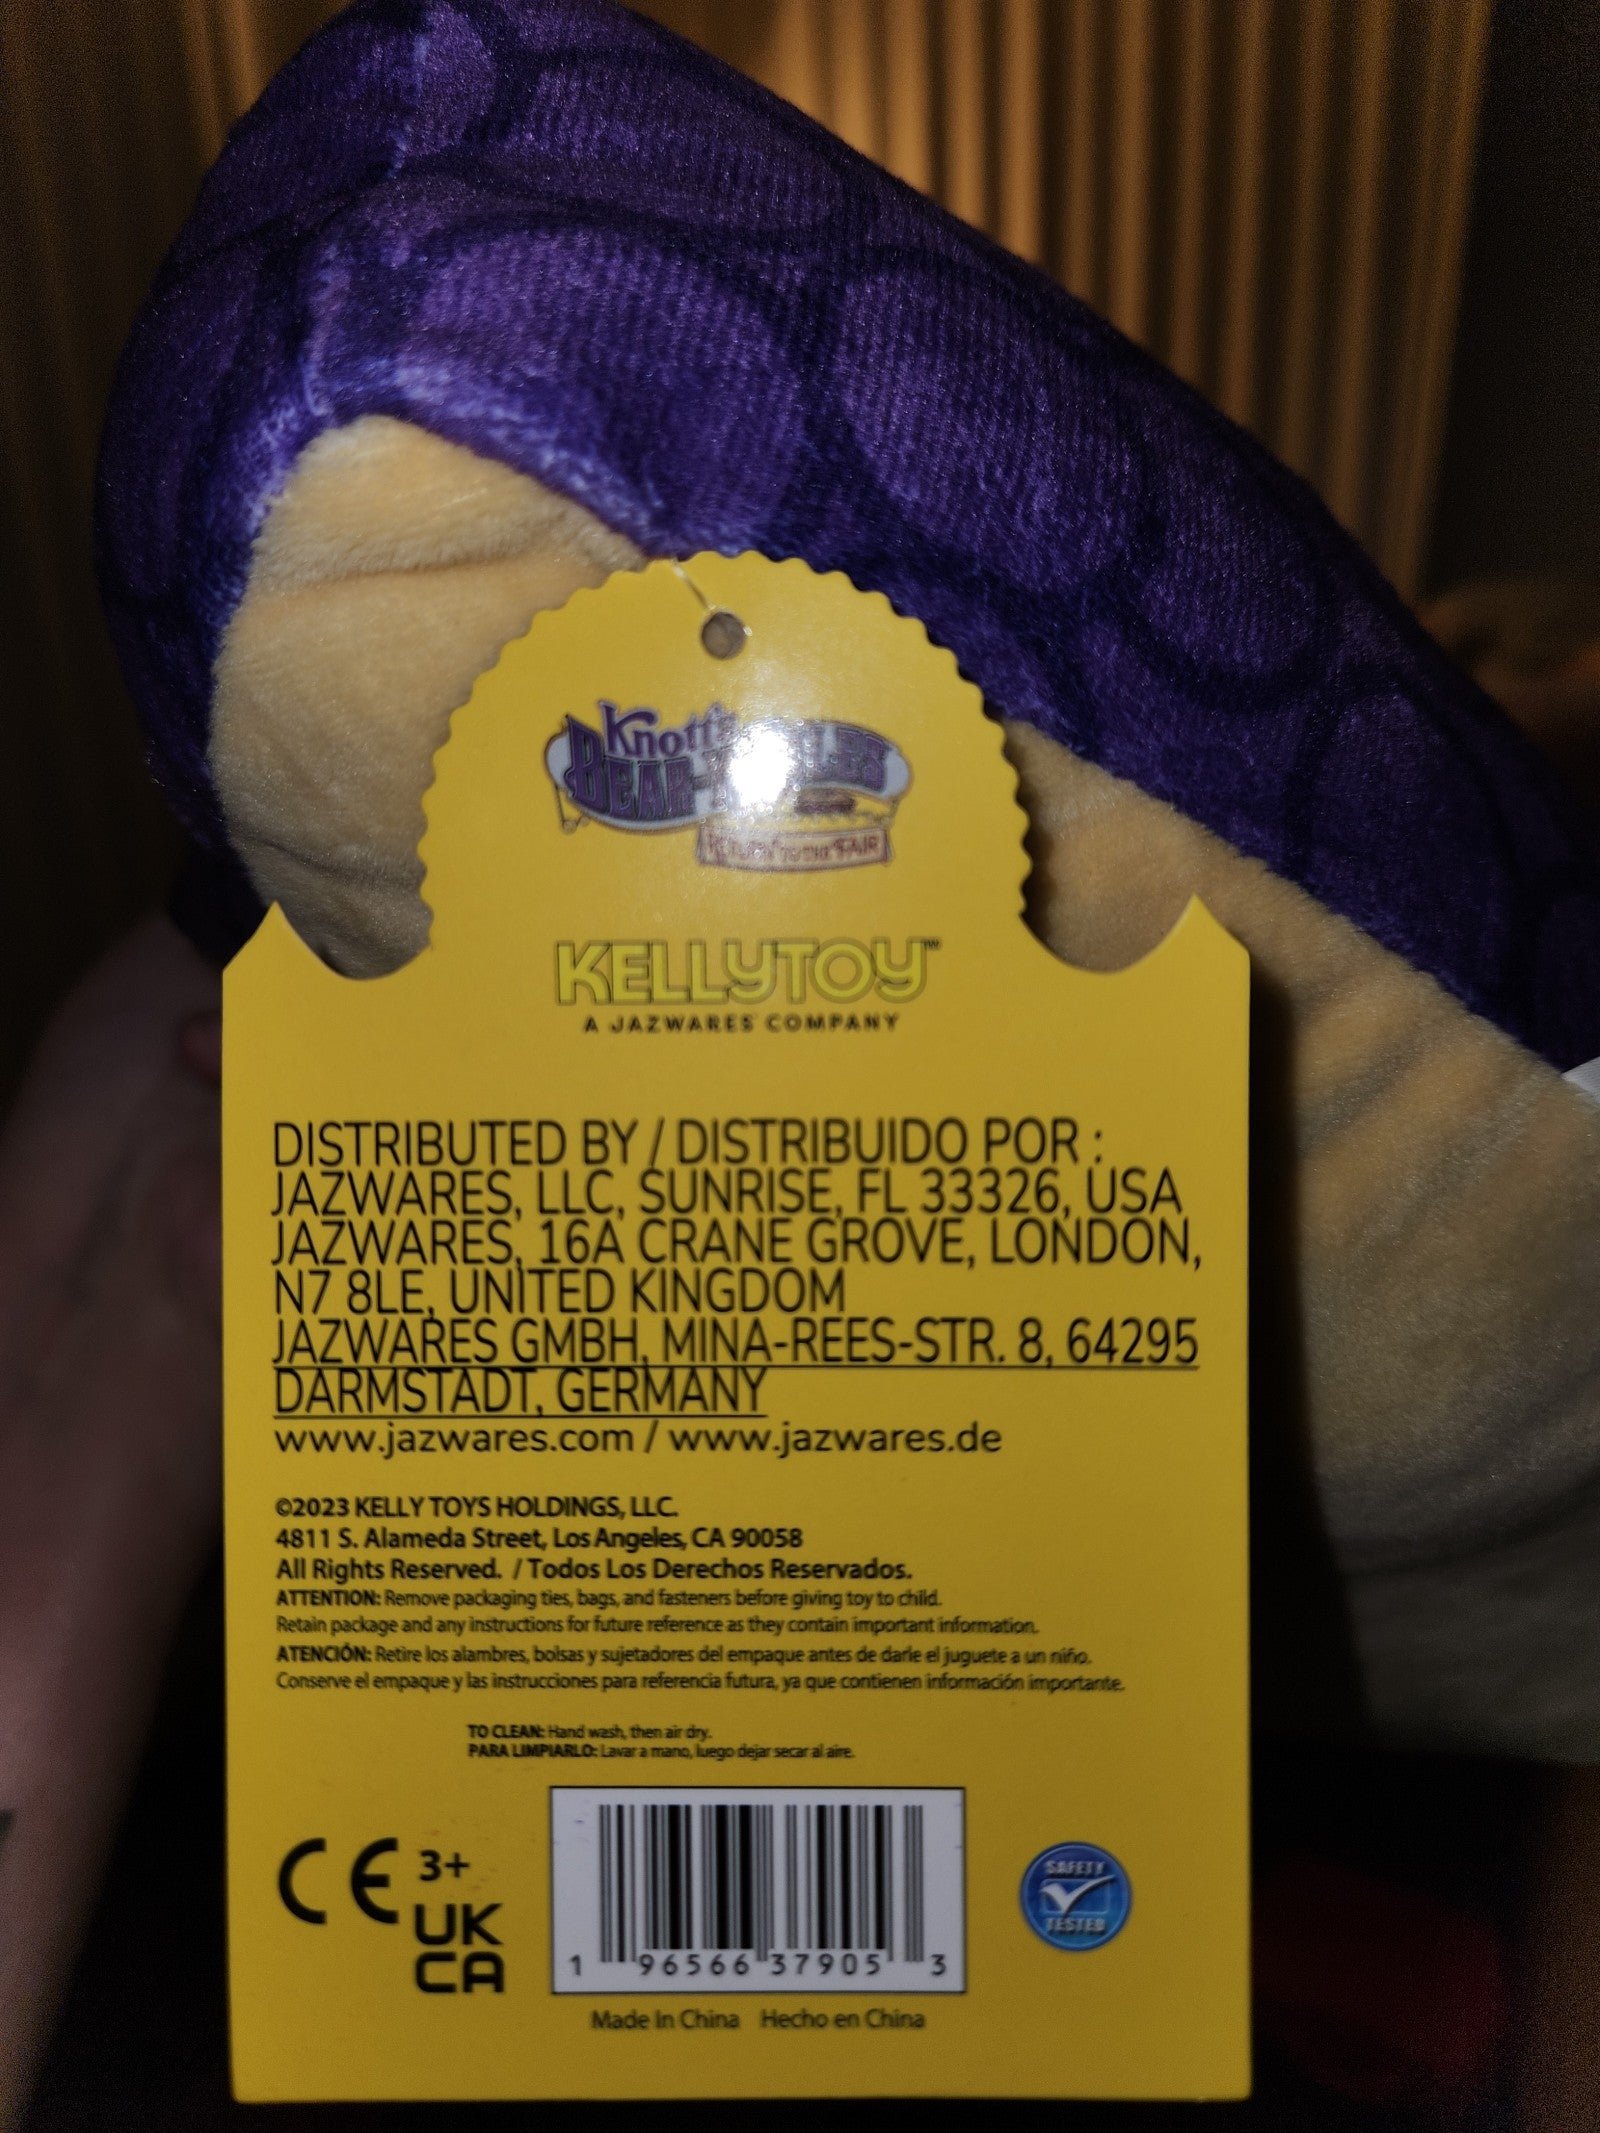 Knott's
BEAR-
RETURN TO THE FAIR
KELLYTOY™
A JAZWARES COMPANY
DISTRIBUTED BY / DISTRIBUIDO POR :
JAZWARES, LLC, SUNRISE, FL 33326, USA
JAZWARES, 16A CRANE GROVE, LONDON,
N7 8LE, UNITED KINGDOM
JAZWARES GMBH, MINA-REES-STR. 8, 64295
DARMSTADT, GERMANY
www.jazwares.com / www.jazwares.de
©2023 KELLY TOYS HOLDINGS, LLC.
4811 S. Alameda Street, Los Angeles, CA 90058
All Rights Reserved. / Todos Los Derechos Reservados.
ATTENTION: Remove packaging ties, bags, and fasteners before giving toy to child.
Retain package and any instructions for future reference as they contain important information.
ATENCIÓN: Retire los alambres, bolsas y sujetadores del empaque antes de darle el juguete a un niño.
Conserve el empaque y las instrucciones para referencia futura, ya que contienen información importante.
TO CLEAN: Hand wash, then air dry.
PARA LIMPIARLO: Lavar a mano, luego dejar secar al aire.
CE 3+
UK
CA
SAFETY
TESTED
1 96566 37905 3
Made In China Hecho en China